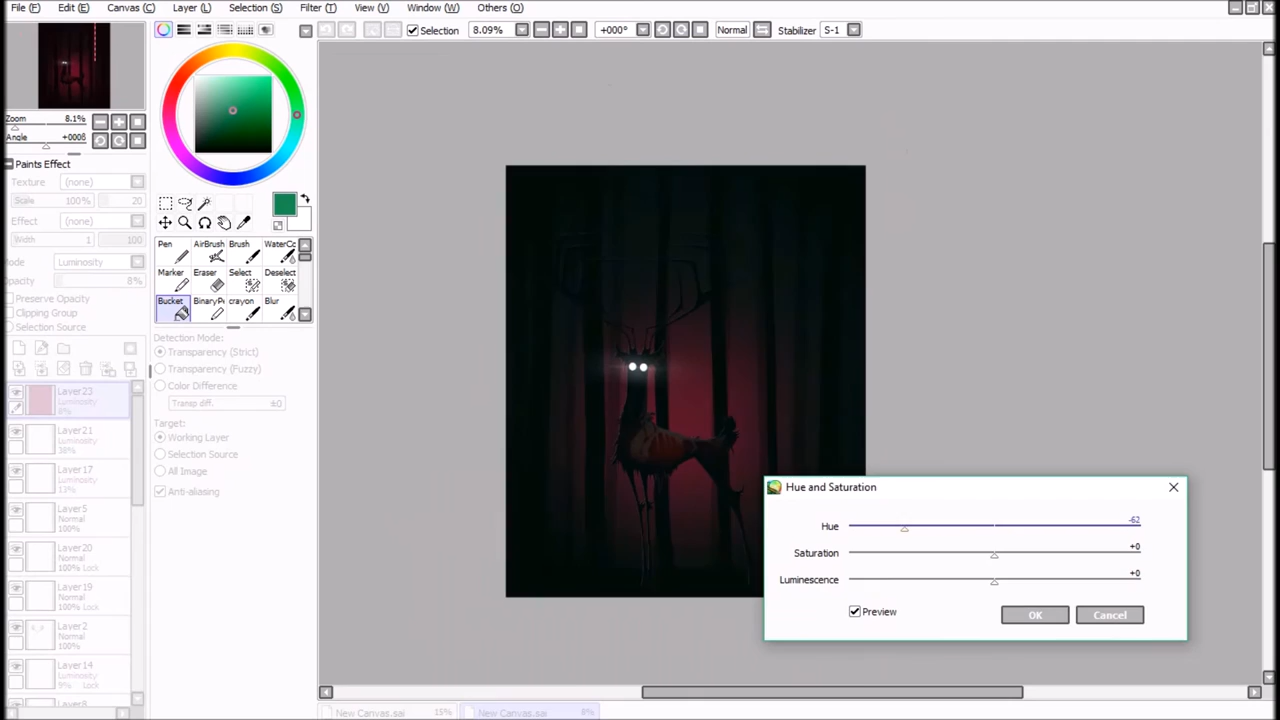 File (F) Edit (E) Canvas (C) Layer (L) Selection (S) Filter (T) View (V) Window (W) Others (O)
Selection 8.09% +000° Normal Stabilizer S-1
Zoom 8.1%
Angle +000°
Paints Effect
Texture (none)
Scale 100% 20
Effect (none)
Width 1 100
Mode Luminosity
Opacity 8%
Preserve Opacity
Clipping Group
Selection Source
Layer23
Luminosity
8%
Layer21
Luminosity
38%
Layer17
Luminosity
13%
Layer5
Normal
100%
Layer20
Normal
100% Lock
Layer19
Normal
100% Lock
Layer2
Normal
100%
Layer14
Luminosity
9% Lock
Pen AirBrush Brush WaterCo
Marker Eraser Select Deselect
Bucket BinaryPe crayon Blur
Detection Mode:
Transparency (Strict)
Transparency (Fuzzy)
Color Difference
Transp diff. ±0
Target:
Working Layer
Selection Source
All Image
Anti-aliasing
Hue and Saturation
Hue -62
Saturation +0
Luminescence +0
Preview OK Cancel
New Canvas.sai 15% New Canvas.sai 8%